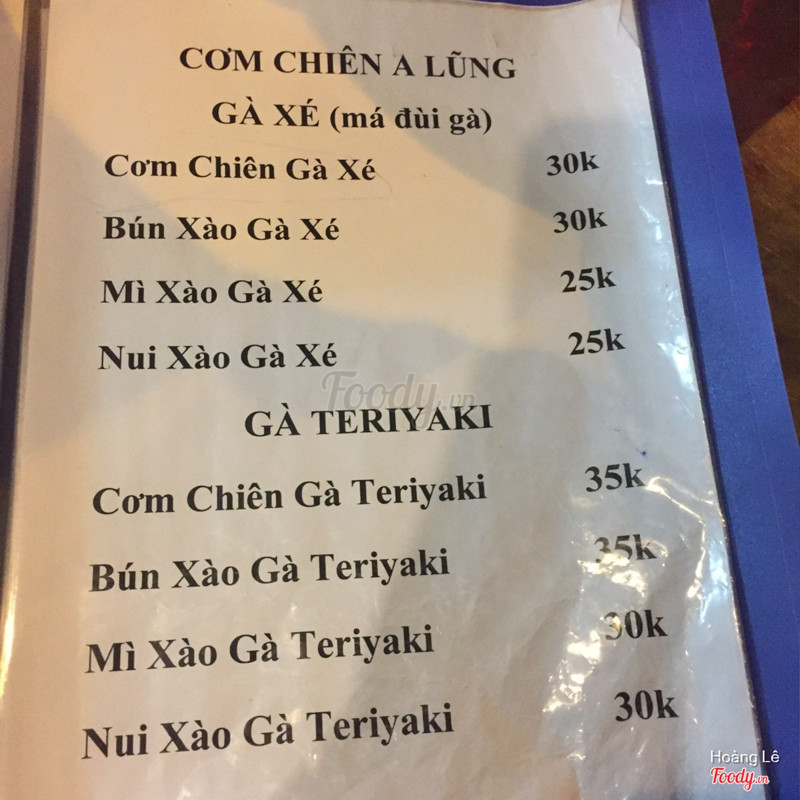 CƠM CHIÊN A LŨNG
GÀ XÉ (má đùi gà)
Cơm Chiên Gà Xé 30k
Bún Xào Gà Xé 30k
Mì Xào Gà Xé 25k
Nui Xào Gà Xé 25k
Foody.vn
GÀ TERIYAKI
Cơm Chiên Gà Teriyaki 35k
Bún Xào Gà Teriyaki 35k
Mì Xào Gà Teriyaki 30k
Nui Xào Gà Teriyaki 30k
Hoàng Lê
Foody.vn